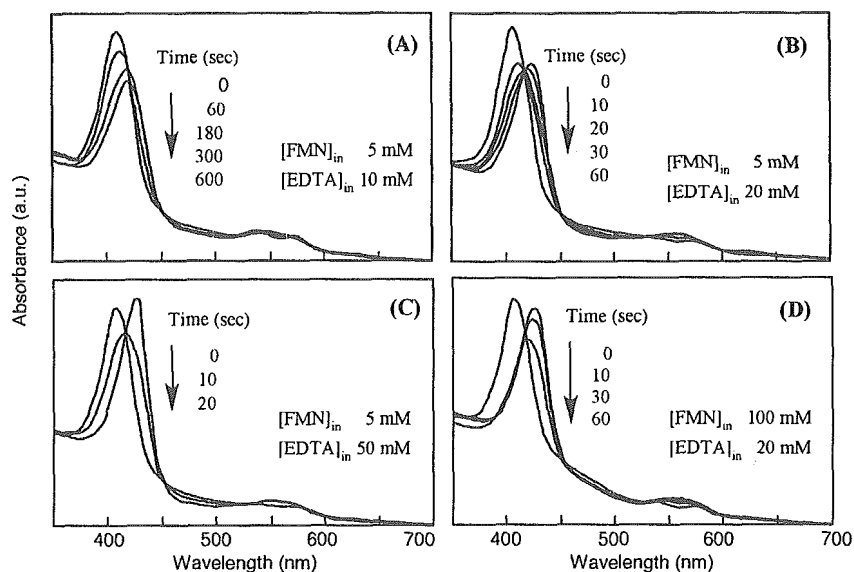 (A)
Time (sec)
0
60
180
300
600
[FMN]in 5 mM
[EDTA]in 10 mM
(B)
Time (sec)
0
10
20
30
60
[FMN]in 5 mM
[EDTA]in 20 mM
Absorbance (a.u.)
(C)
Time (sec)
0
10
20
[FMN]in 5 mM
[EDTA]in 50 mM
400 500 600 700
Wavelength (nm)
(D)
Time (sec)
0
10
30
60
[FMN]in 100 mM
[EDTA]in 20 mM
400 500 600 700
Wavelength (nm)